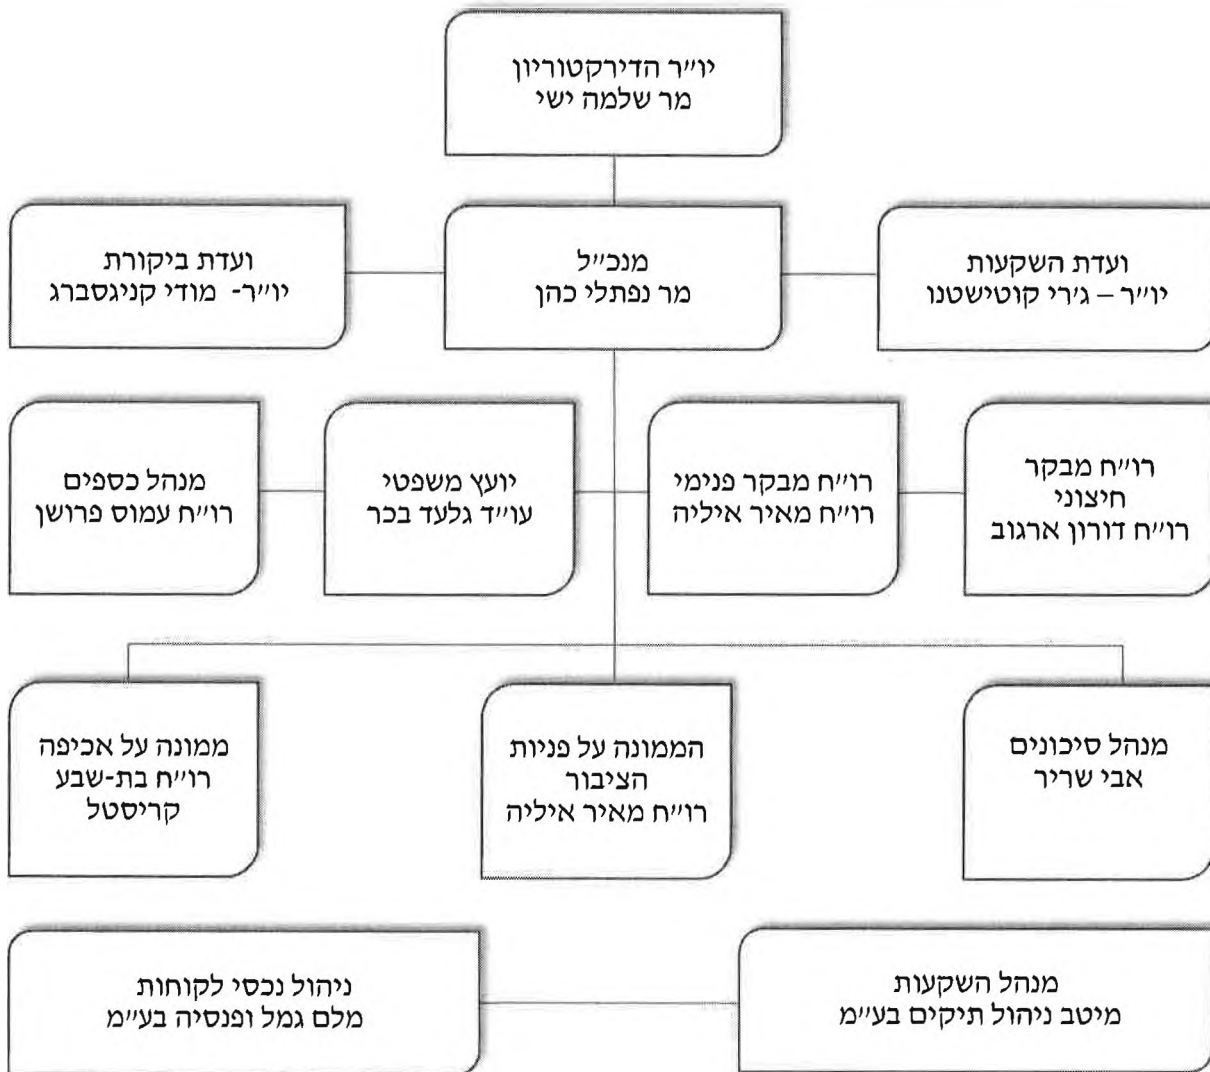 יו״ר הדירקטוריון
מר שלמה ישי
ועדת השקעות
יו״ר – ג׳רי קוטישטנו
מנכ״ל
מר נפתלי כהן
ועדת ביקורת
יו״ר- מודי קניגסברג
רו״ח מבקר
חיצוני
רו״ח דורון ארגוב
רו״ח מבקר פנימי
רו״ח מאיר איליה
יועץ משפטי
עו״ד גלעד בכר
מנהל כספים
רו״ח עמוס פרושן
מנהל סיכונים
אבי שריר
הממונה על פניות
הציבור
רו״ח מאיר איליה
ממונה על אכיפה
רו״ח בת-שבע
קריסטל
מנהל השקעות
מיטב ניהול תיקים בע״מ
ניהול נכסי לקוחות
מלם גמל ופנסיה בע״מ